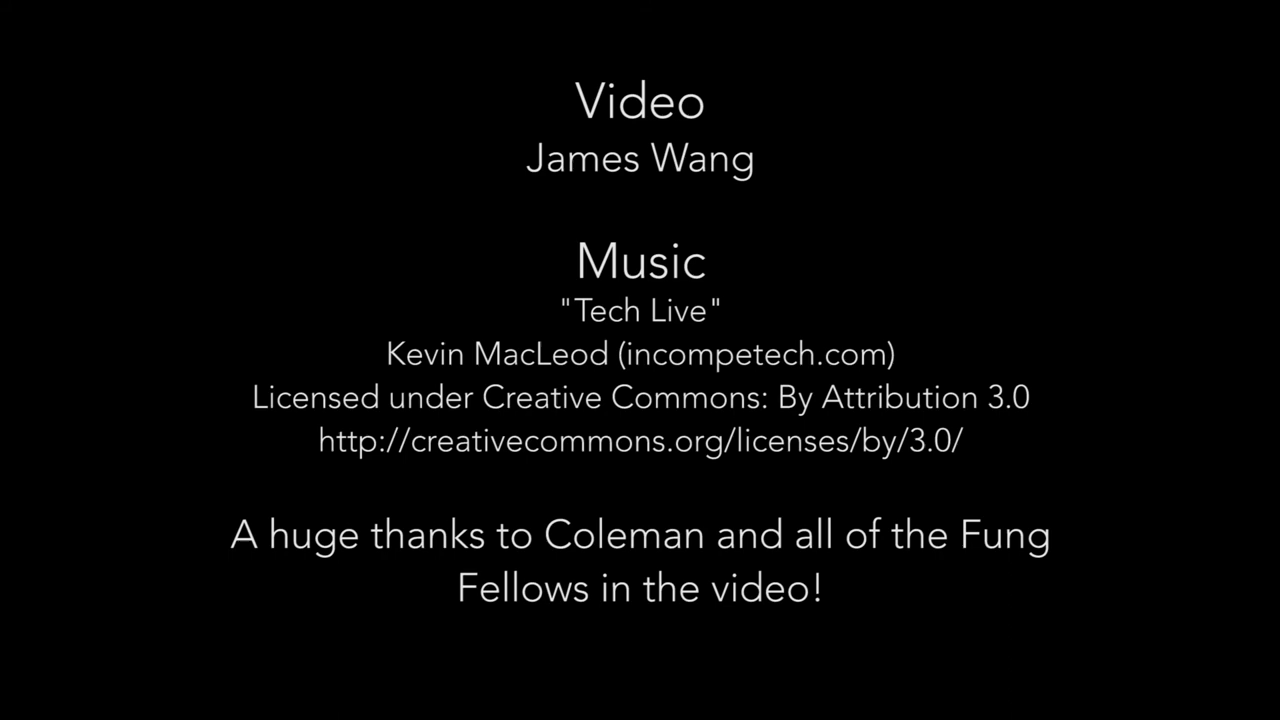 Video
James Wang
Music
"Tech Live"
Kevin MacLeod (incompetech.com)
Licensed under Creative Commons: By Attribution 3.0
http://creativecommons.org/licenses/by/3.0/
A huge thanks to Coleman and all of the Fung
Fellows in the video!